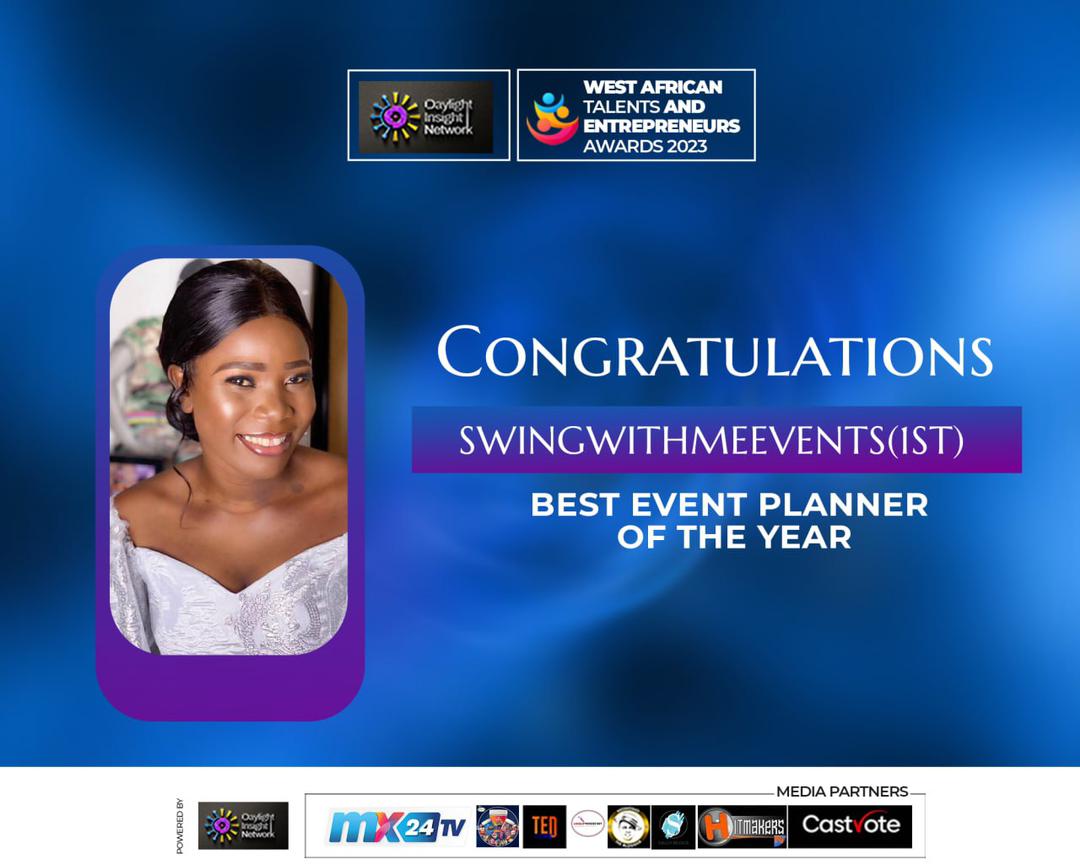 Daylight
Insight
Network
WEST AFRICAN
TALENTS AND
ENTREPRENEURS
AWARDS 2023
CONGRATULATIONS
SWINGWITHMEEVENTS(1ST)
BEST EVENT PLANNER
OF THE YEAR
MEDIA PARTNERS
POWERED BY
Daylight
Insight
Network
MX24TV
TEQ
HITMAKERS
CastVote